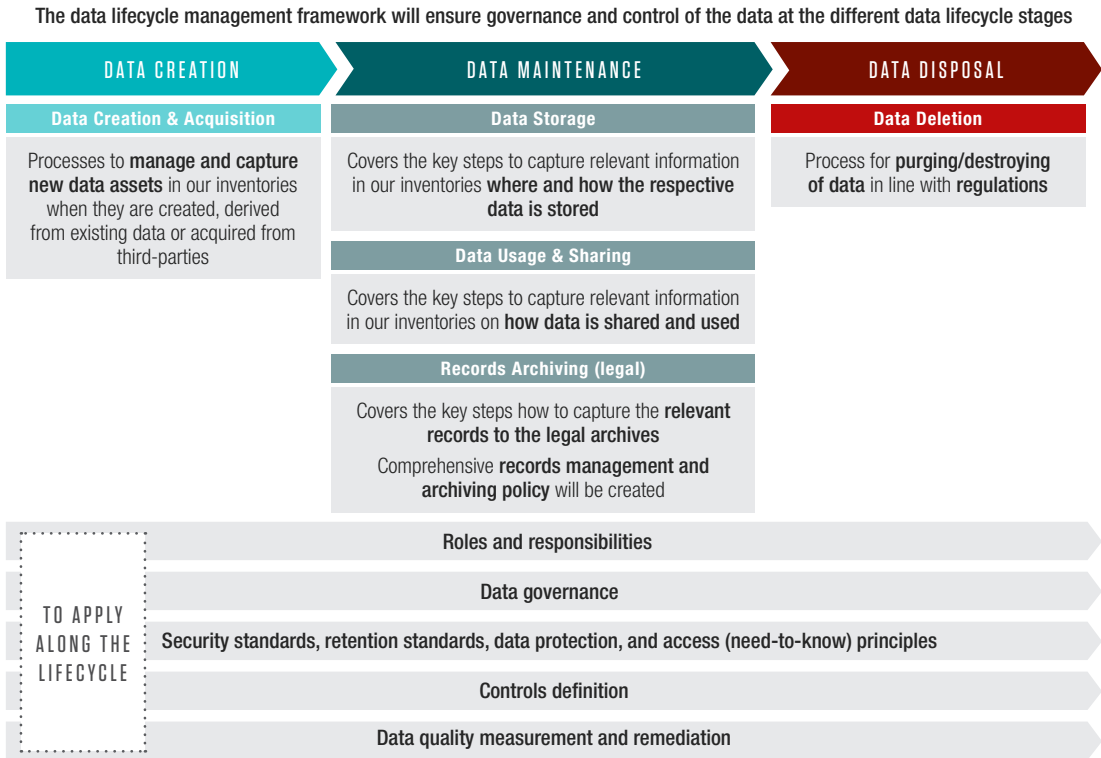 The data lifecycle management framework will ensure governance and control of the data at the different data lifecycle stages
DATA CREATION
Data Creation & Acquisition
Processes to manage and capture
new data assets in our inventories
when they are created, derived
from existing data or acquired from
third-parties
DATA MAINTENANCE
Data Storage
Covers the key steps to capture relevant information
in our inventories where and how the respective
data is stored
Data Usage & Sharing
Covers the key steps to capture relevant information
in our inventories on how data is shared and used
Records Archiving (legal)
Covers the key steps how to capture the relevant
records to the legal archives
Comprehensive records management and
archiving policy will be created
DATA DISPOSAL
Data Deletion
Process for purging/destroying
of data in line with regulations
TO APPLY
ALONG THE
LIFECYCLE
Roles and responsibilities
Data governance
Security standards, retention standards, data protection, and access (need-to-know) principles
Controls definition
Data quality measurement and remediation